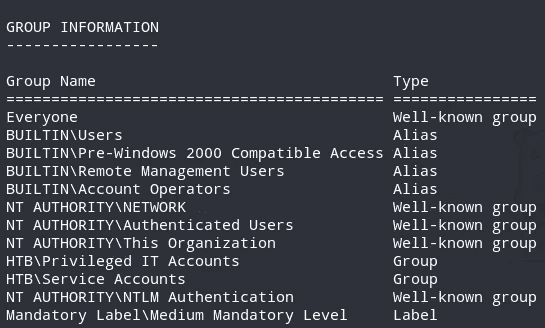 GROUP INFORMATION
-----------------
Group Name                                 Type
========================================== ================
Everyone                                   Well-known group
BUILTIN\Users                              Alias
BUILTIN\Pre-Windows 2000 Compatible Access Alias
BUILTIN\Remote Management Users            Alias
BUILTIN\Account Operators                  Alias
NT AUTHORITY\NETWORK                       Well-known group
NT AUTHORITY\Authenticated Users           Well-known group
NT AUTHORITY\This Organization             Well-known group
HTB\Privileged IT Accounts                 Group
HTB\Service Accounts                       Group
NT AUTHORITY\NTLM Authentication           Well-known group
Mandatory Label\Medium Mandatory Level     Label